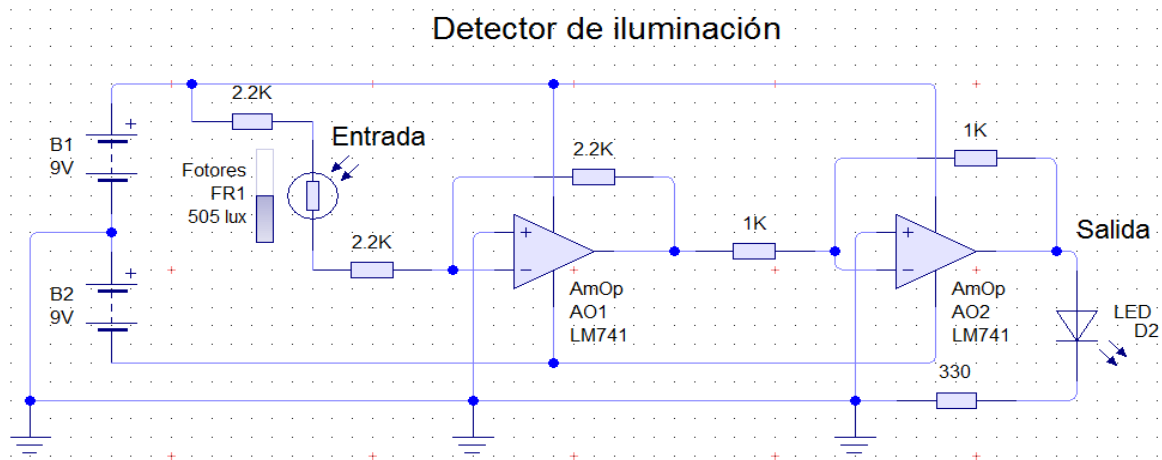 Detector de iluminación
2.2K
1K
B1
9V
+
Entrada
Fotores
FR1
505 lux
2.2K
2.2K
1K
+
−
+
−
Salida
B2
9V
+
AmOp
AO1
LM741
AmOp
AO2
LM741
LED
D2
330